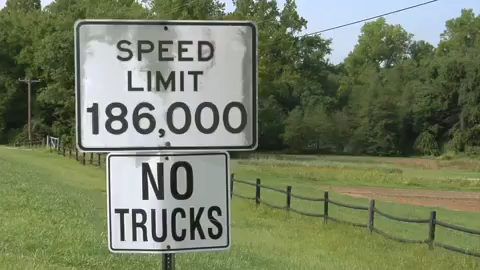 SPEED
LIMIT
186,000
NO
TRUCKS